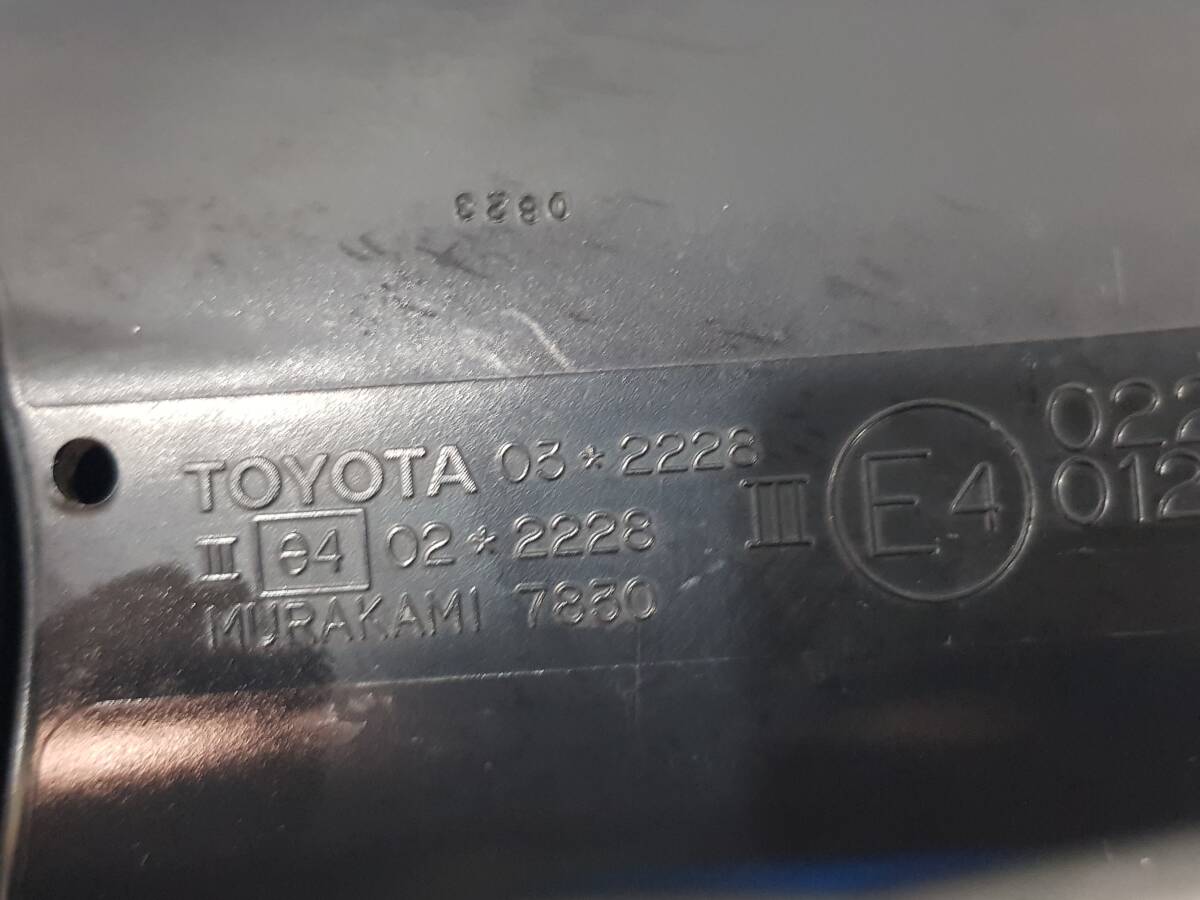 0823
TOYOTA 03*2228
III e4 02*2228
MURAKAMI 7830
III E4 022
012